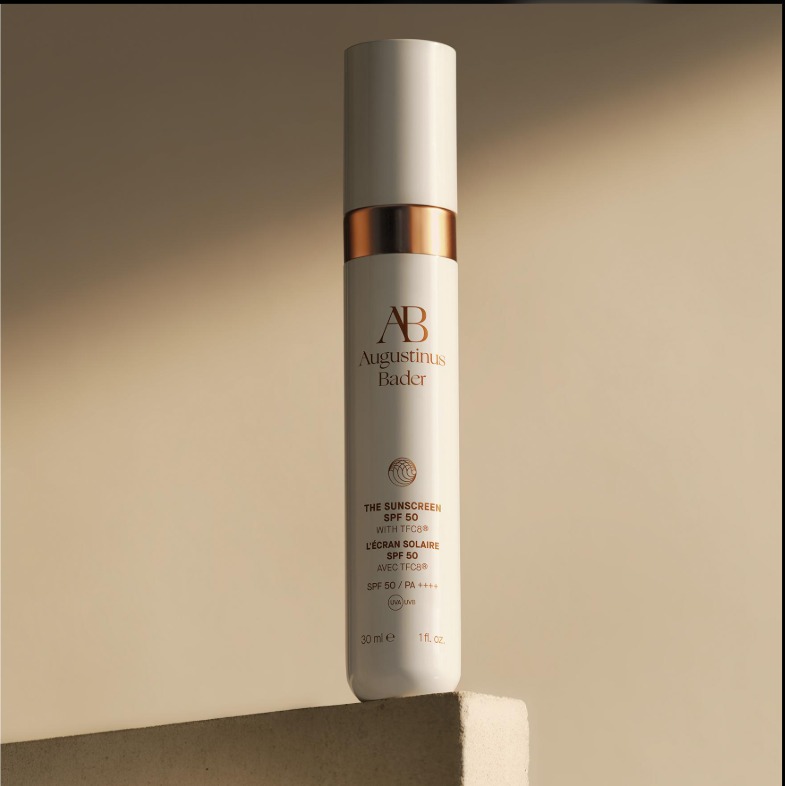 AB
Augustinus
Bader
THE SUNSCREEN
SPF 50
WITH TFC8®
L'ÉCRAN SOLAIRE
SPF 50
AVEC TFC8®
SPF 50 / PA ++++
UVA UVB
30 ml ℮ 1 fl. oz.